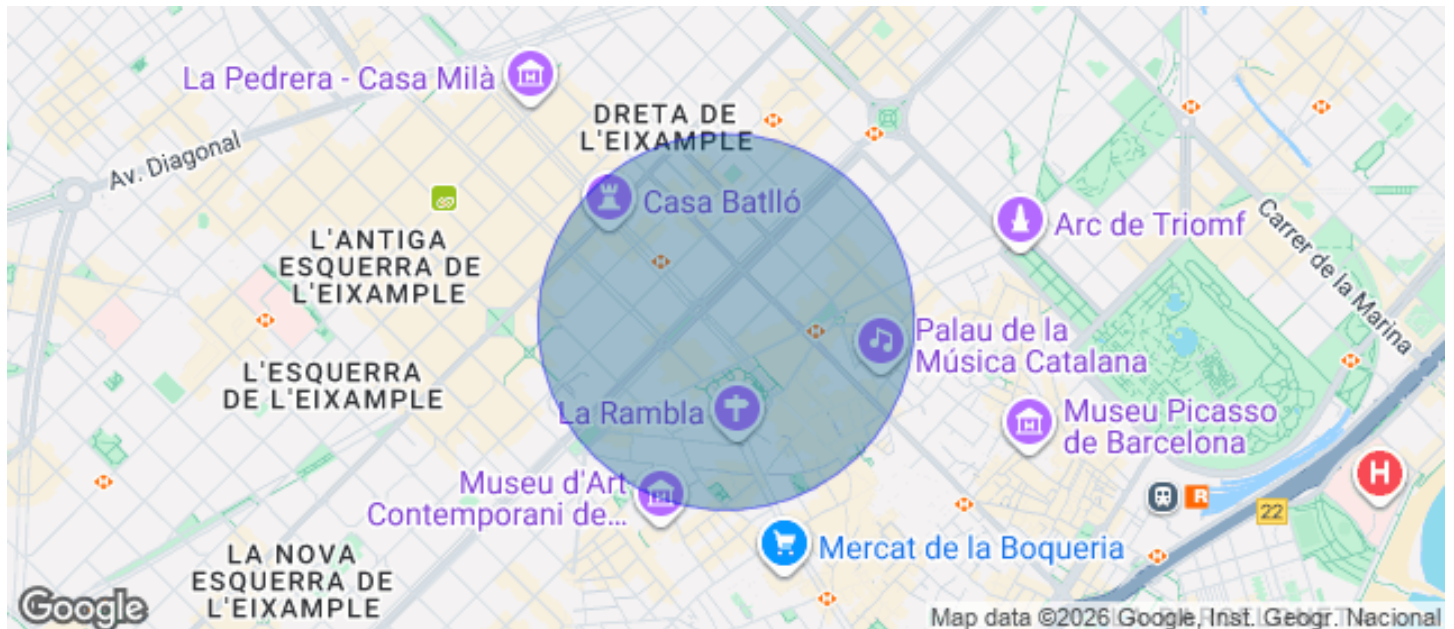 La Pedrera - Casa Milà
DRETA DE
L'EIXAMPLE
Av. Diagonal
Casa Batlló
Arc de Triomf
Carrer de la Marina
L'ANTIGA
ESQUERRA DE
L'EIXAMPLE
Palau de la
Música Catalana
L'ESQUERRA
DE L'EIXAMPLE
La Rambla
Museu Picasso
de Barcelona
Museu d'Art
Contemporani de...
H
R
22
Mercat de la Boqueria
LA NOVA
ESQUERRA DE
L'EIXAMPLE
Google
Map data ©2026 Google, Inst. Geogr. Nacional